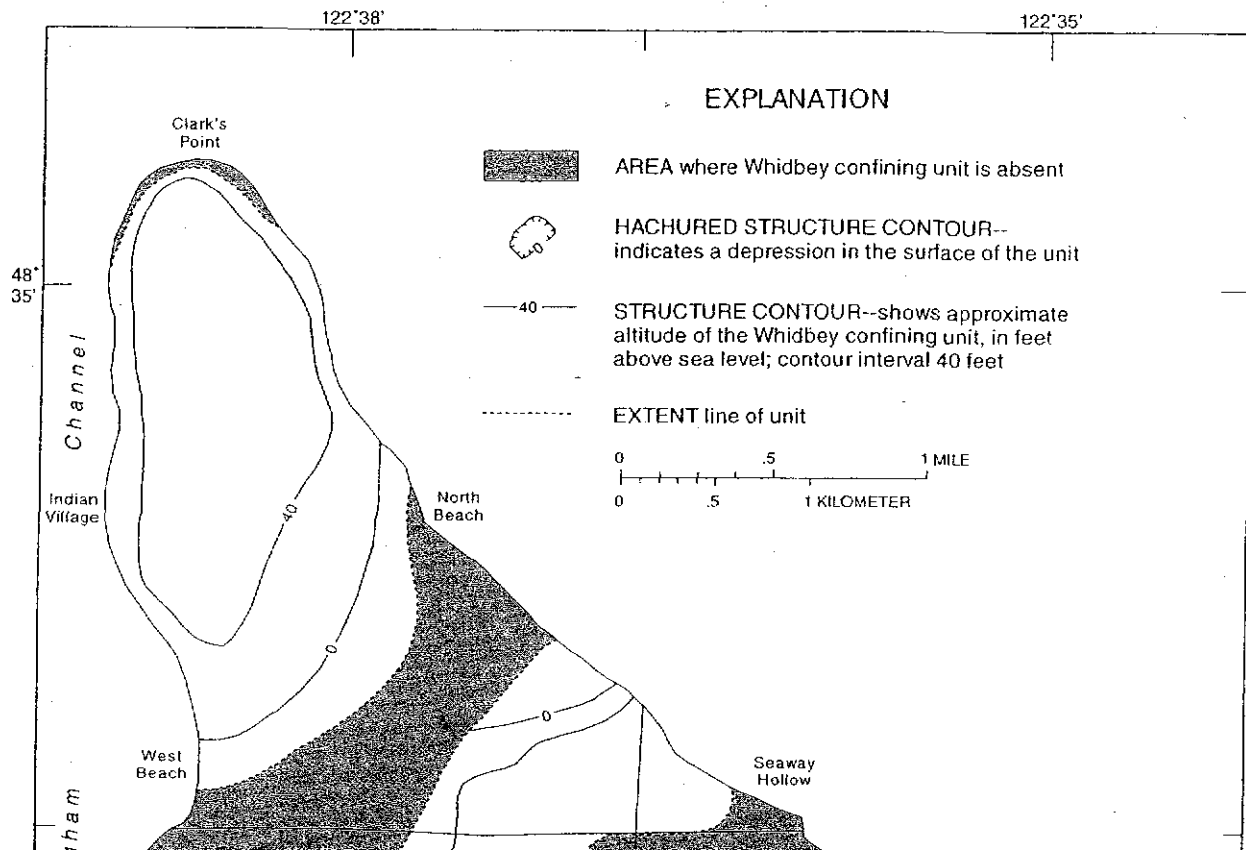 122°38'
122°35'
EXPLANATION
Clark's
Point
AREA where Whidbey confining unit is absent
HACHURED STRUCTURE CONTOUR--
indicates a depression in the surface of the unit
0
48°
35'
40
STRUCTURE CONTOUR--shows approximate
altitude of the Whidbey confining unit, in feet
above sea level; contour interval 40 feet
Channel
EXTENT line of unit
0 .5 1 MILE
0 .5 1 KILOMETER
Indian
Village
40
North
Beach
0
0
West
Beach
Seaway
Hollow
ham